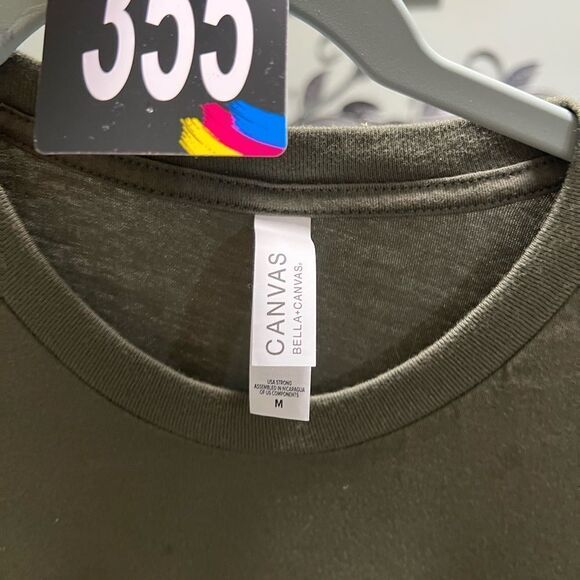 355
CANVAS
BELLA+CANVAS.
USA STRONG
ASSEMBLED IN NICARAGUA
OF US COMPONENTS
M